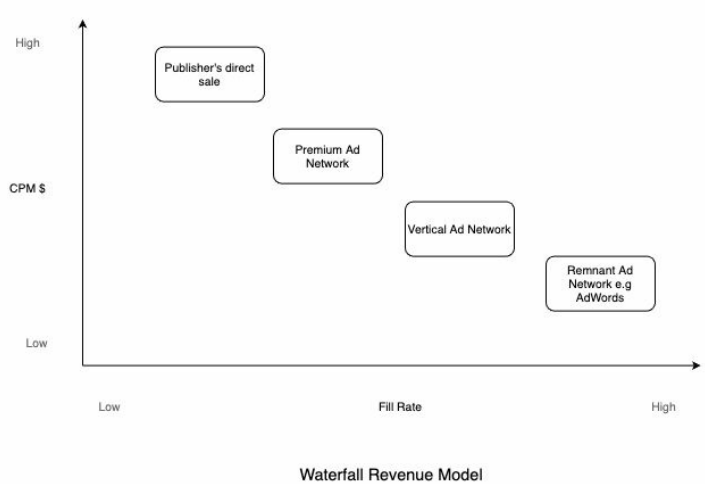 High
Publisher's direct
sale
Premium Ad
Network
CPM $
Vertical Ad Network
Remnant Ad
Network e.g
AdWords
Low
Low
Fill Rate
High
Waterfall Revenue Model